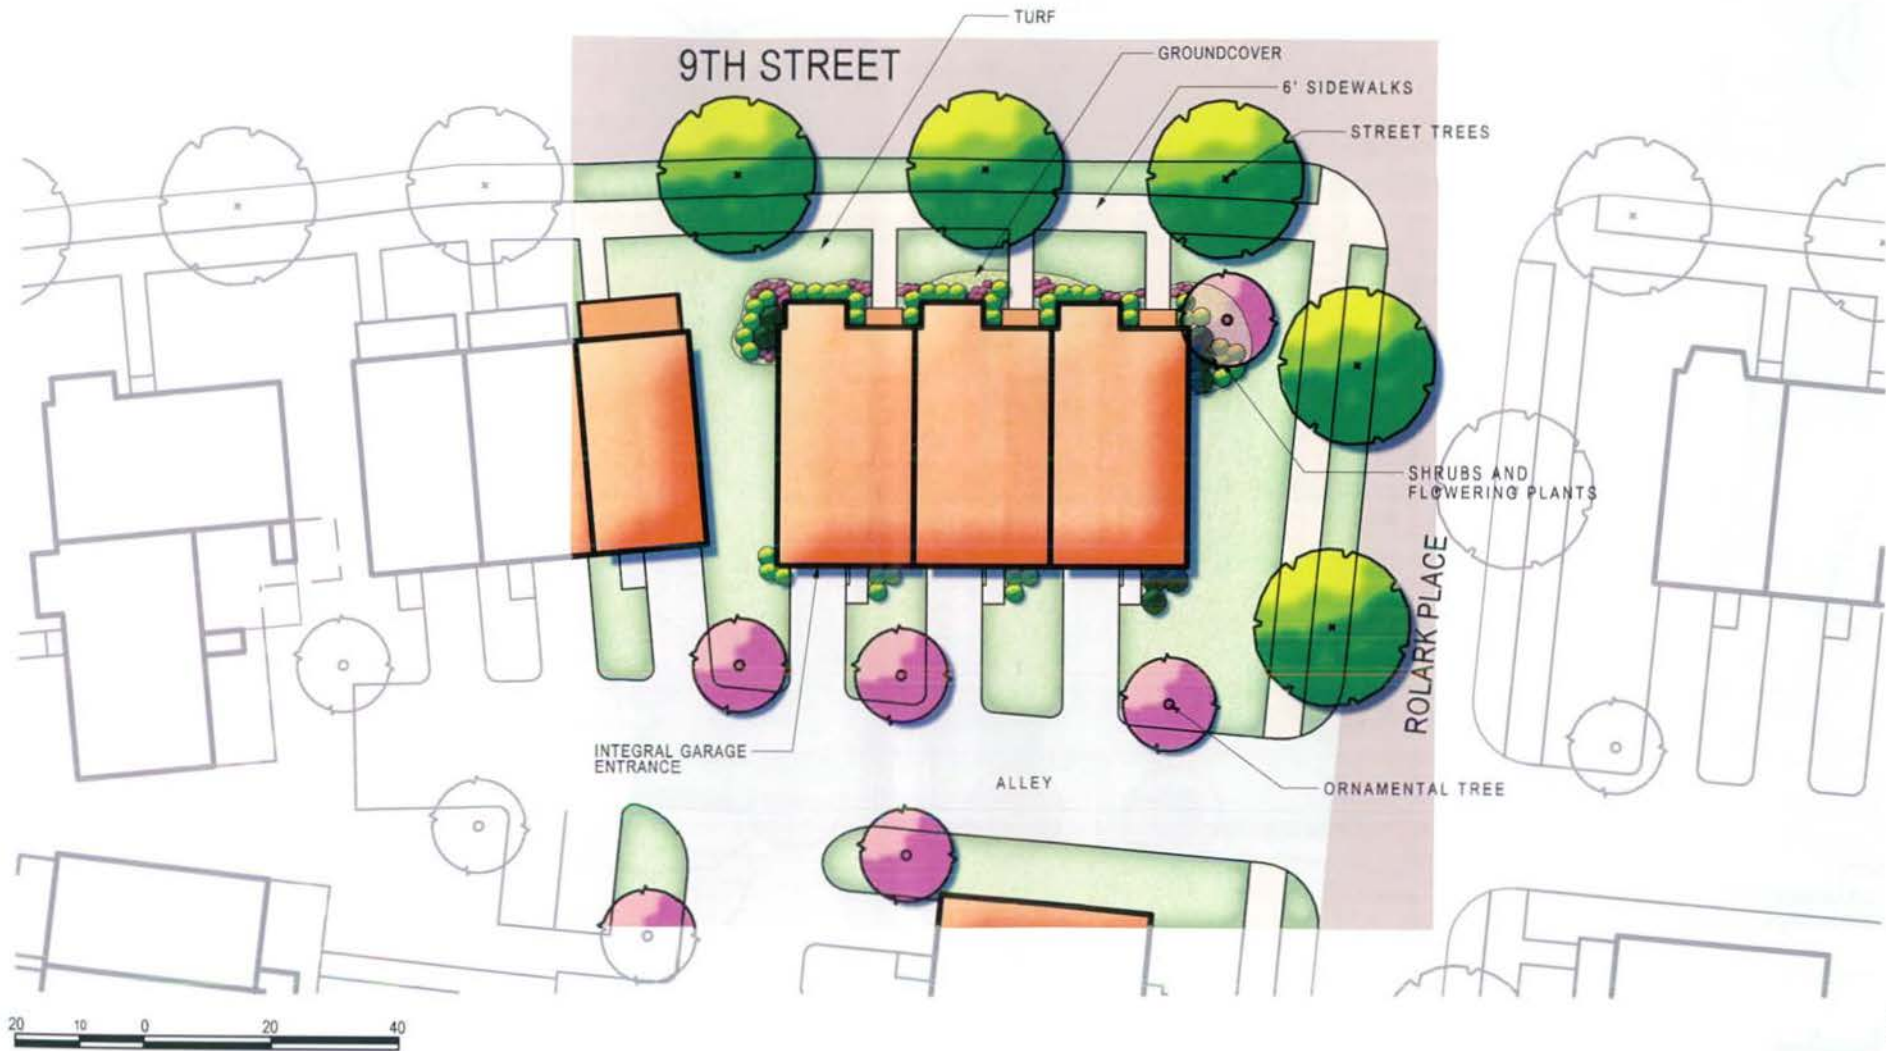 TURF
9TH STREET
GROUNDCOVER
6' SIDEWALKS
STREET TREES
SHRUBS AND
FLOWERING PLANTS
ROLARK PLACE
INTEGRAL GARAGE
ENTRANCE
ALLEY
ORNAMENTAL TREE
20 10 0 20 40